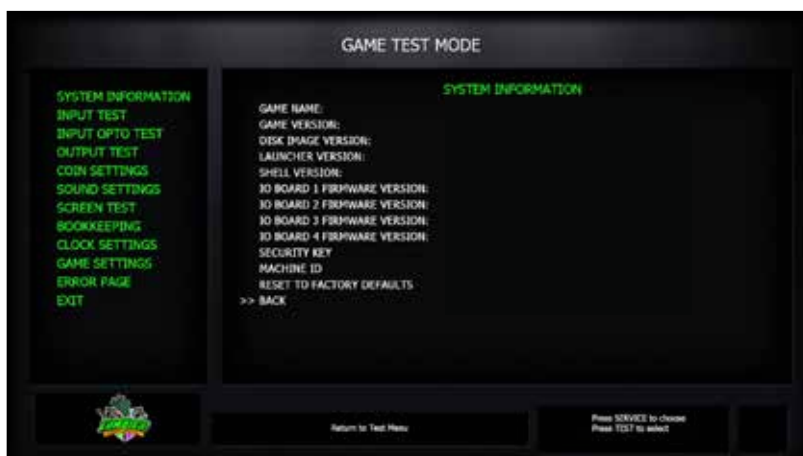 GAME TEST MODE
SYSTEM INFORMATION
INPUT TEST
INPUT OPTO TEST
OUTPUT TEST
COIN SETTINGS
SOUND SETTINGS
SCREEN TEST
BOOKKEEPING
CLOCK SETTINGS
GAME SETTINGS
ERROR PAGE
EXIT
SYSTEM INFORMATION
GAME NAME:
GAME VERSION:
DISK IMAGE VERSION:
LAUNCHER VERSION:
SHELL VERSION:
IO BOARD 1 FIRMWARE VERSION:
IO BOARD 2 FIRMWARE VERSION:
IO BOARD 3 FIRMWARE VERSION:
IO BOARD 4 FIRMWARE VERSION:
SECURITY KEY
MACHINE ID
RESET TO FACTORY DEFAULTS
>> BACK
Return to Test Menu
Press SERVICE to choose
Press TEST to select